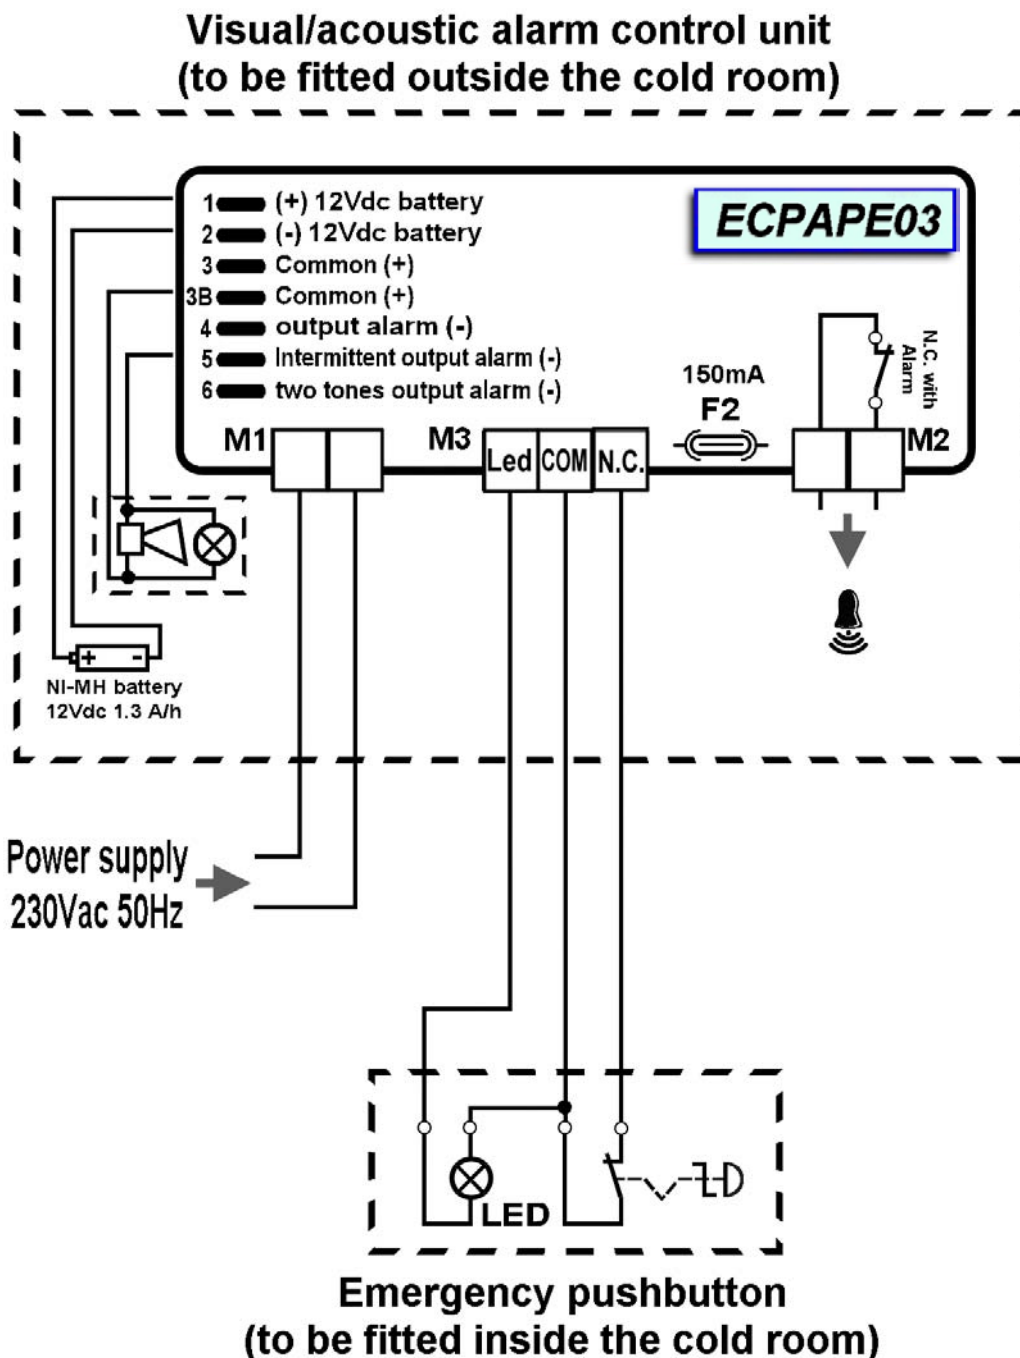 Visual/acoustic alarm control unit
(to be fitted outside the cold room)
ECPAPE03
1 (+) 12Vdc battery
2 (-) 12Vdc battery
3 Common (+)
3B Common (+)
4 output alarm (-)
5 Intermittent output alarm (-)
6 two tones output alarm (-)
N.C. with
Alarm
150mA
F2
M1
M3
Led COM N.C.
M2
+ -
NI-MH battery
12Vdc 1.3 A/h
Power supply
230Vac 50Hz
LED
Emergency pushbutton
(to be fitted inside the cold room)